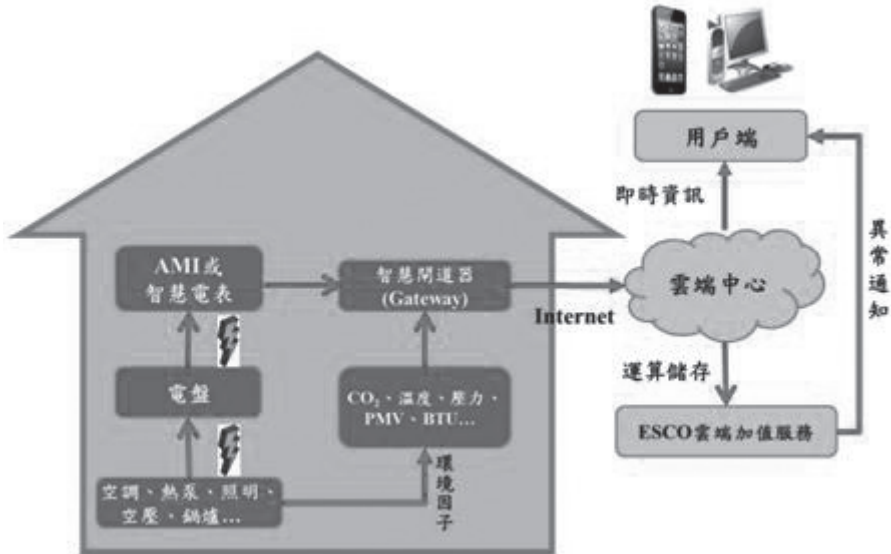 用戶端
即時資訊
異常通知
AMI或
智慧電表
智慧閘道器
(Gateway)
Internet
雲端中心
電盤
CO₂、溫度、壓力、
PMV、BTU...
運算儲存
ESCO雲端加值服務
空調、熱泵、照明、
空壓、鍋爐...
環境因子